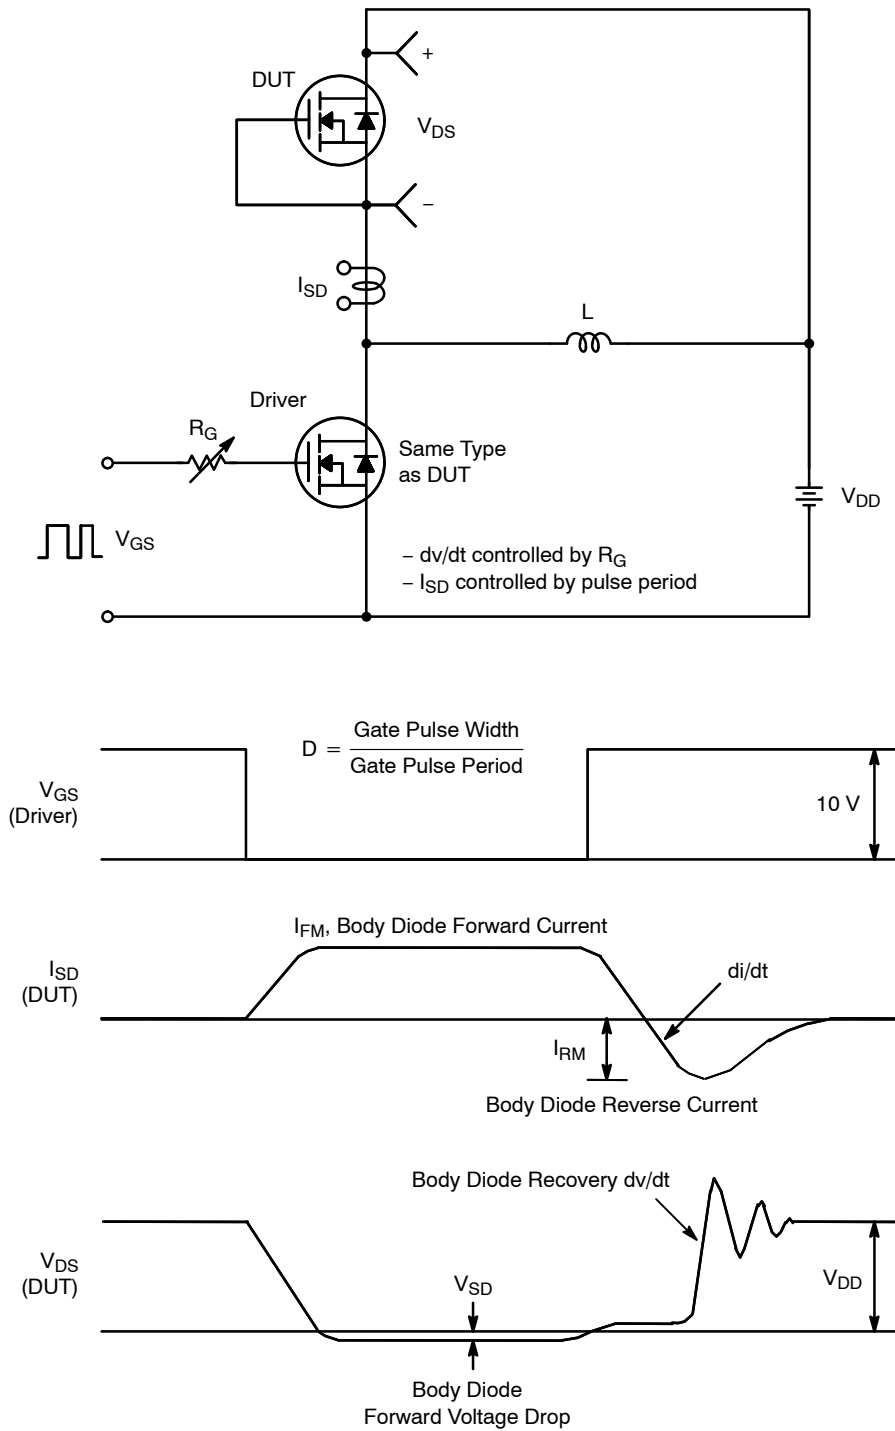 DUT
+
V_DS
−
I_SD
L
Driver
R_G
Same Type
as DUT
V_DD
V_GS
− dv/dt controlled by R_G
− I_SD controlled by pulse period
D = Gate Pulse Width
Gate Pulse Period
V_GS
(Driver)
10 V
I_FM, Body Diode Forward Current
I_SD
(DUT)
di/dt
I_RM
Body Diode Reverse Current
Body Diode Recovery dv/dt
V_DS
(DUT)
V_SD
V_DD
Body Diode
Forward Voltage Drop